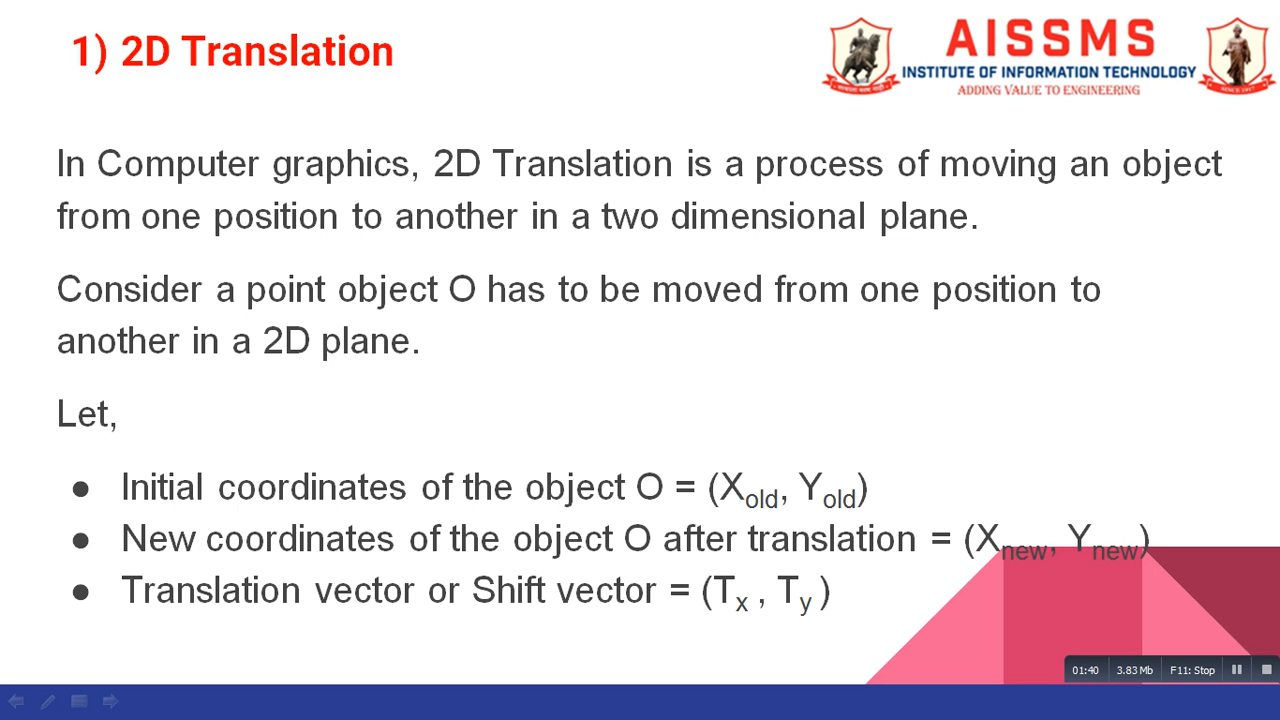 1) 2D Translation
AISSMS
INSTITUTE OF INFORMATION TECHNOLOGY
ADDING VALUE TO ENGINEERING
In Computer graphics, 2D Translation is a process of moving an object
from one position to another in a two dimensional plane.
Consider a point object O has to be moved from one position to
another in a 2D plane.
Let,
● Initial coordinates of the object O = (Xold, Yold)
● New coordinates of the object O after translation = (Xnew, Ynew)
● Translation vector or Shift vector = (Tx , Ty )
01:40 3.83 Mb F11: Stop